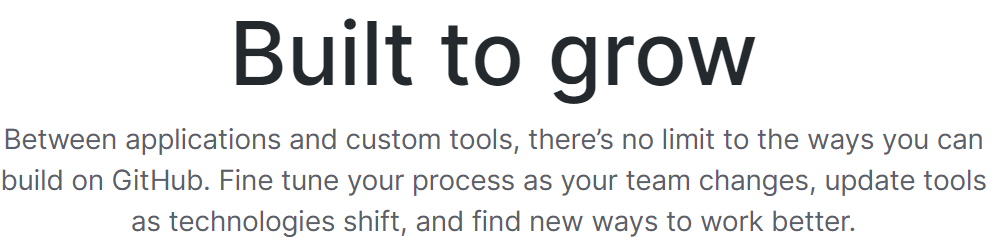 Built to grow
Between applications and custom tools, there’s no limit to the ways you can
build on GitHub. Fine tune your process as your team changes, update tools
as technologies shift, and find new ways to work better.